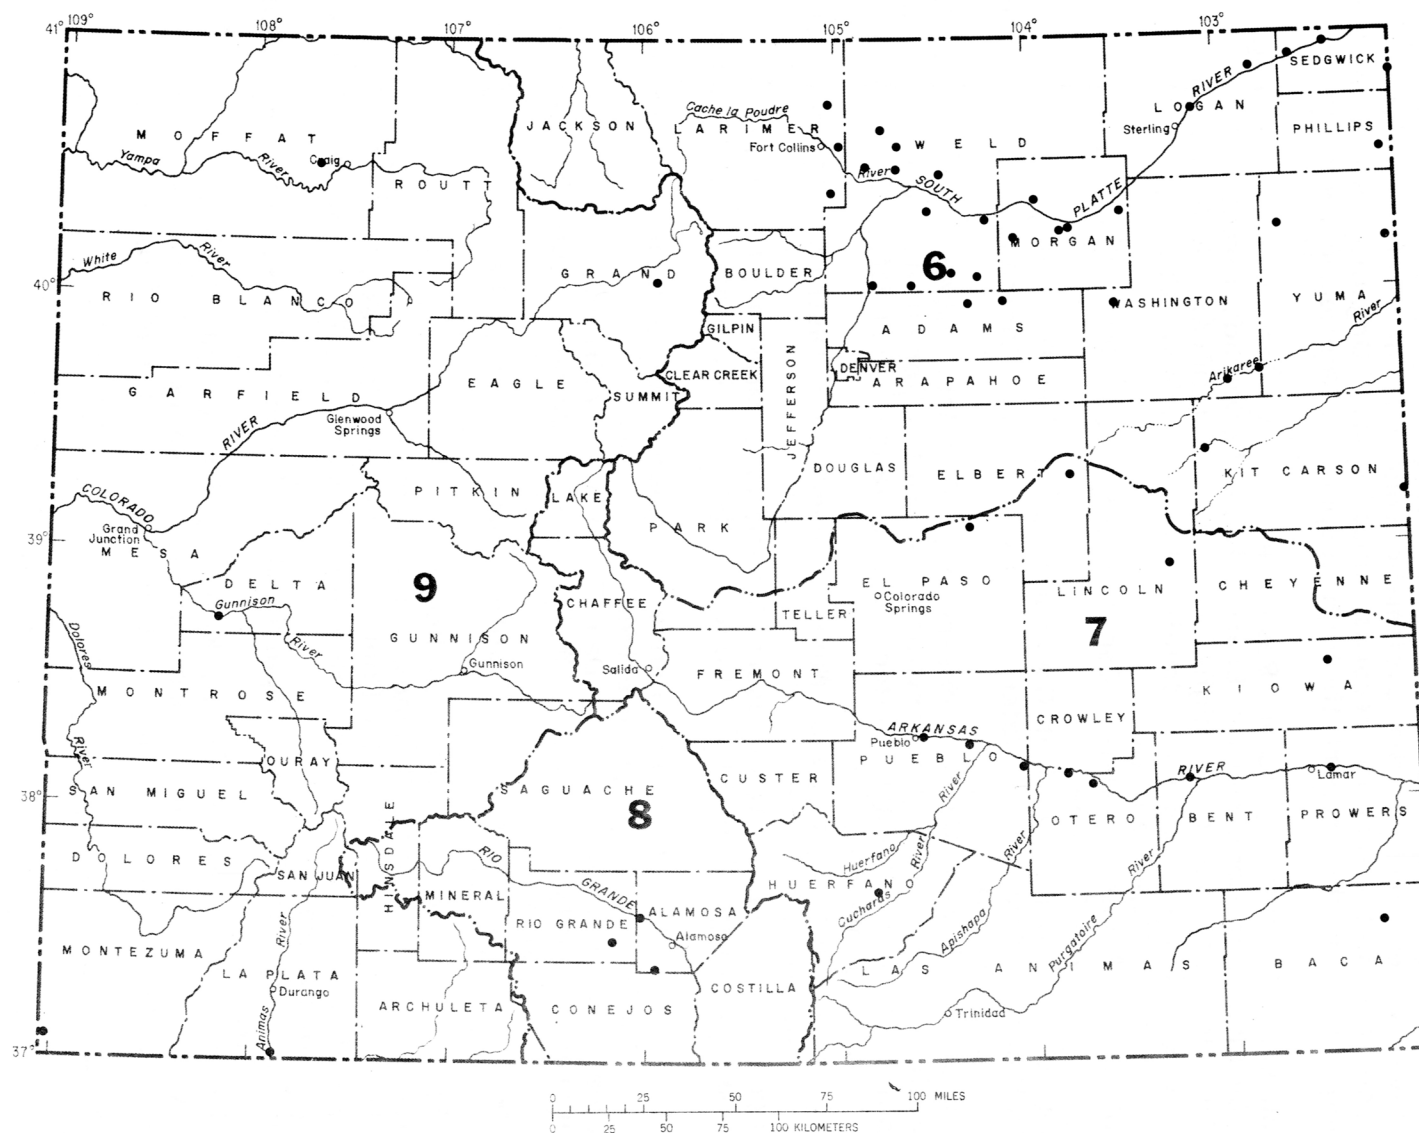 109° 108° 107° 106° 105° 104° 103°
41°
SEDGWICK
RIVER
LOGAN
Cache la Poudre
JACKSON
LARIMER
MOFFAT
Sterling
PHILLIPS
Fort Collins
WELD
Yampa
River
Craig
River
ROUTT
SOUTH
PLATTE
MORGAN
White
River
GRAND
BOULDER
6
40°
RIO BLANCO
WASHINGTON
YUMA
River
GILPIN
ADAMS
JEFFERSON
DENVER
Arikaree
EAGLE
CLEAR CREEK
ARAPAHOE
GARFIELD
SUMMIT
Glenwood
Springs
RIVER
DOUGLAS
ELBERT
KIT CARSON
PITKIN
LAKE
COLORADO
PARK
Grand
Junction
39°
MESA
DELTA
9
EL PASO
CHEYENNE
Gunnison
CHAFFEE
Colorado
Springs
LINCOLN
TELLER
Dolores
River
GUNNISON
7
Gunnison
Salida
FREMONT
MONTROSE
KIOWA
CROWLEY
ARKANSAS
River
Pueblo
PUEBLO
OURAY
RIVER
Lamar
CUSTER
SAN MIGUEL
SAGUACHE
River
38°
8
OTERO
BENT
PROWERS
HINSDALE
RIO
River
DOLORES
Huerfano
River
River
SAN JUAN
GRANDE
HUERFANO
MINERAL
ALAMOSA
Cucharas
RIO GRANDE
Alamosa
Apishapa
Purgatoire
River
MONTEZUMA
LA PLATA
LAS ANIMAS
BACA
Durango
COSTILLA
ARCHULETA
CONEJOS
Trinidad
Animas
37°
0 25 50 75 100 MILES
0 25 50 75 100 KILOMETERS